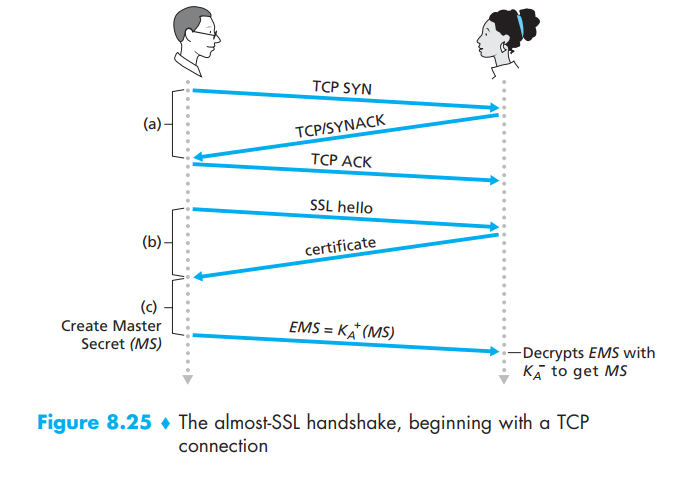 TCP SYN
(a)
TCP/SYNACK
TCP ACK
SSL hello
(b)
certificate
(c)
Create Master
Secret (MS)
EMS = K_A^+(MS)
Decrypts EMS with
K_A^- to get MS
Figure 8.25 ♦ The almost-SSL handshake, beginning with a TCP
connection